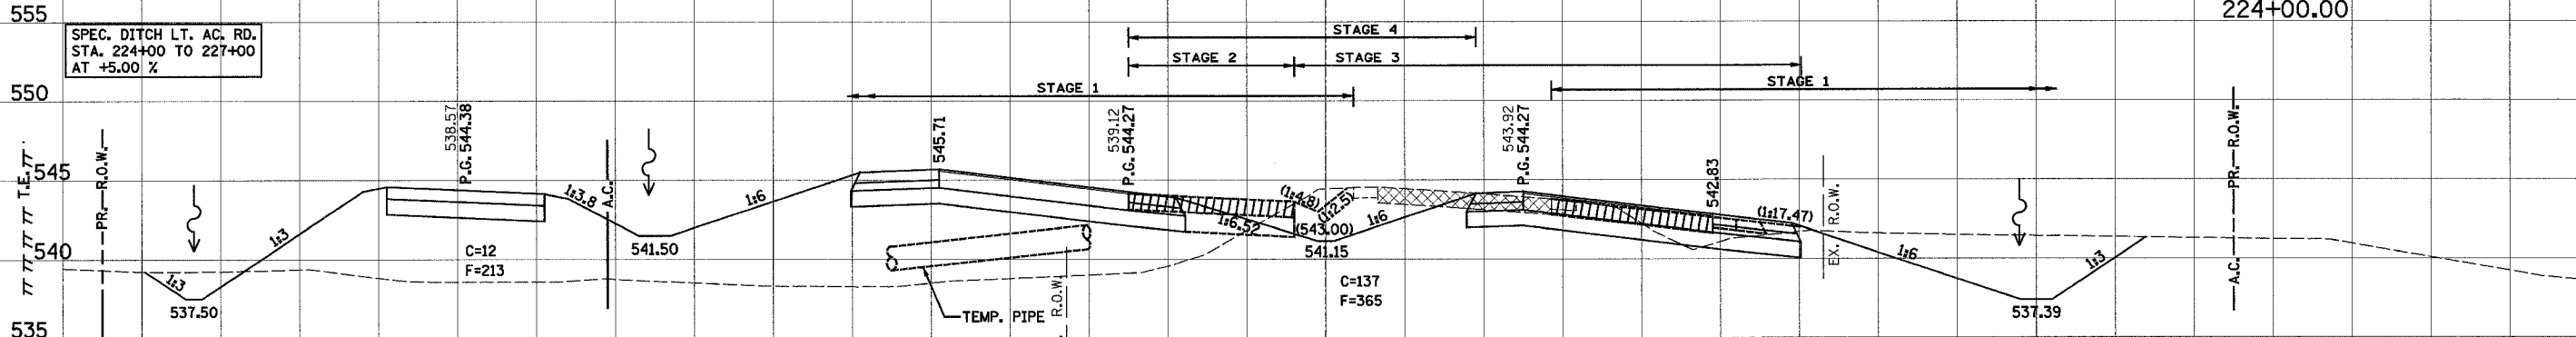 555
224+00.00
SPEC. DITCH LT. AC. RD.
STA. 224+00 TO 227+00
AT +5.00 %
STAGE 4
STAGE 2
STAGE 3
STAGE 1
STAGE 1
550
538.57
P.G. 544.38
545.71
539.12
P.G. 544.27
543.92
P.G. 544.27
542.83
545
T.E.
PR. R.O.W.
A.C.
1:3
1:3
1:3.8
1:6
1:6.52
(1:4.8)
(1:2.5)
(543.00)
1:6
(1:17.47)
EX. R.O.W.
1:6
1:3
A.C. PR. R.O.W.
540
C=12
F=213
541.50
541.15
C=137
F=365
537.50
TEMP. PIPE
R.O.W.
537.39
535